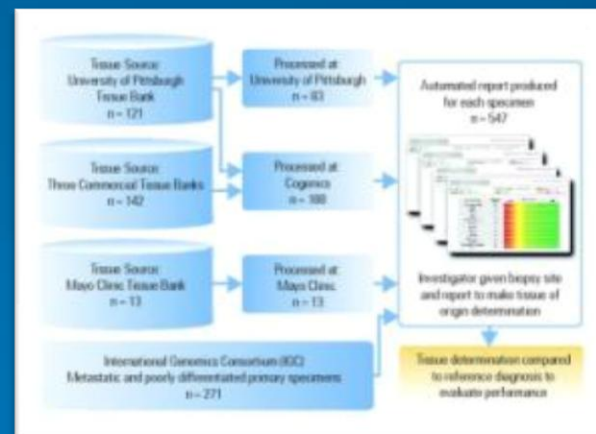 Tissue Source:
University of Pittsburgh
Tissue Bank
n – 121
Processed at:
University of Pittsburgh
n – 83
Tissue Source:
Three Commercial Tissue Banks
n – 142
Processed at:
Cogenics
n – 180
Tissue Source:
Mayo Clinic Tissue Bank
n – 13
Processed at:
Mayo Clinic
n – 13
International Genomics Consortium (IGC)
Metastatic and poorly differentiated primary specimens
n – 271
Automated report produced
for each specimen
n – 547
Investigator given biopsy site
and report to make tissue of
origin determination
Tissue determination compared
to reference diagnosis to
evaluate performance